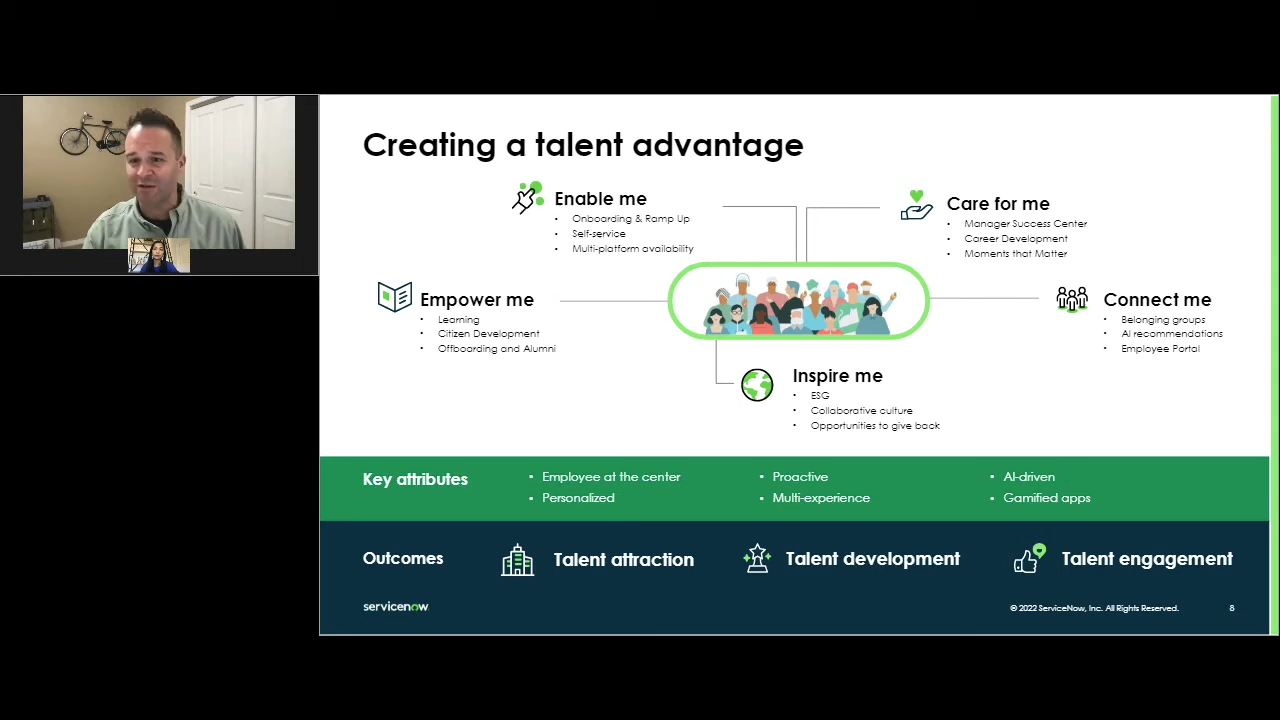 Creating a talent advantage
Enable me
• Onboarding & Ramp Up
• Self-service
• Multi-platform availability
Care for me
• Manager Success Center
• Career Development
• Moments that Matter
Empower me
• Learning
• Citizen Development
• Offboarding and Alumni
Connect me
• Belonging groups
• AI recommendations
• Employee Portal
Inspire me
• ESG
• Collaborative culture
• Opportunities to give back
Key attributes
▪ Employee at the center
▪ Personalized
▪ Proactive
▪ Multi-experience
▪ AI-driven
▪ Gamified apps
Outcomes
Talent attraction
Talent development
Talent engagement
servicenow
© 2022 ServiceNow, Inc. All Rights Reserved.
8